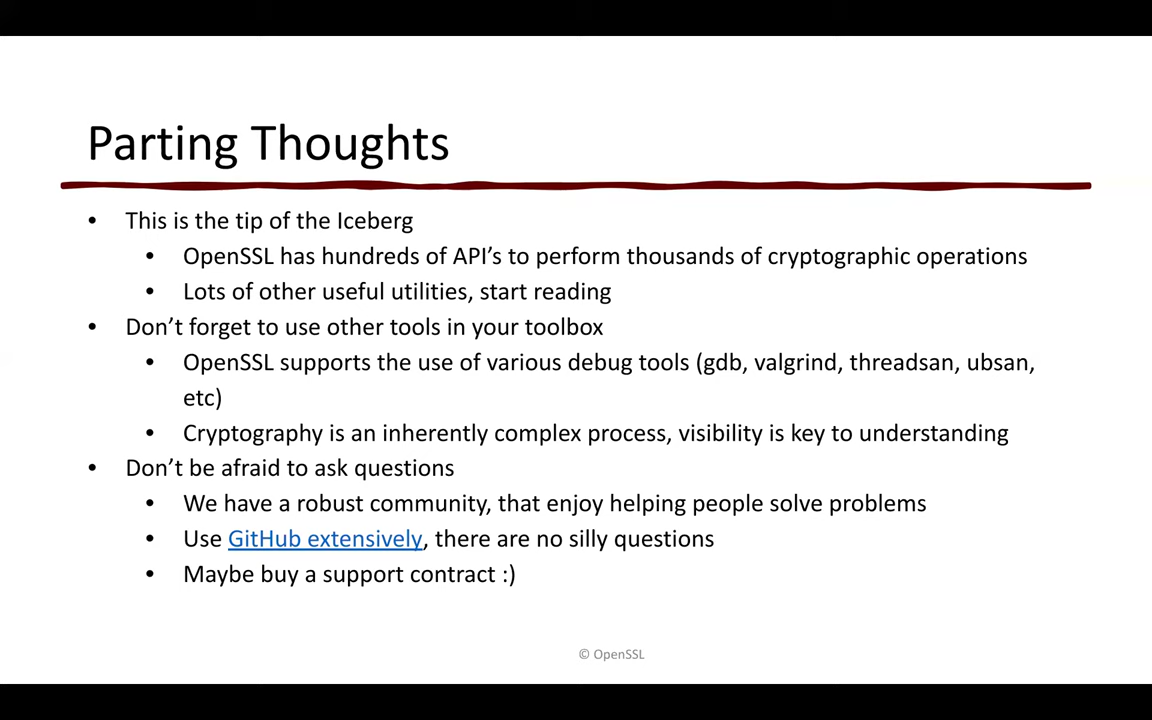 Parting Thoughts
• This is the tip of the Iceberg
• OpenSSL has hundreds of API’s to perform thousands of cryptographic operations
• Lots of other useful utilities, start reading
• Don’t forget to use other tools in your toolbox
• OpenSSL supports the use of various debug tools (gdb, valgrind, threadsan, ubsan,
etc)
• Cryptography is an inherently complex process, visibility is key to understanding
• Don’t be afraid to ask questions
• We have a robust community, that enjoy helping people solve problems
• Use GitHub extensively, there are no silly questions
• Maybe buy a support contract :)
© OpenSSL